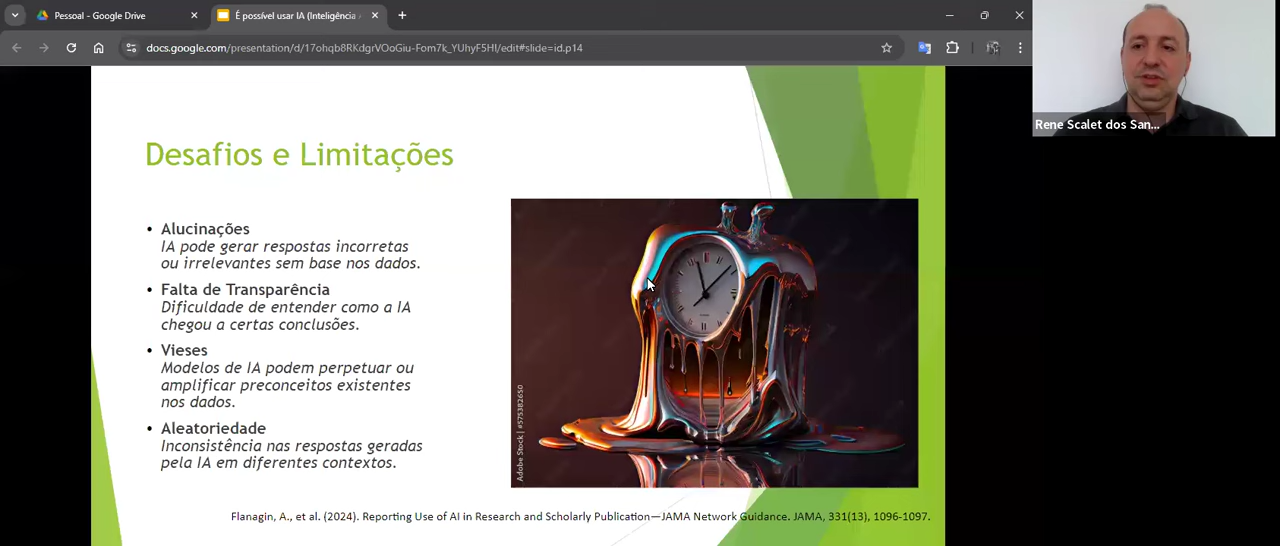 Pessoal - Google Drive
É possível usar IA (Inteligência
docs.google.com/presentation/d/17ohqb8RKdgrVOoGiu-Fom7k_YUhyF5HI/edit#slide=id.p14
Rene Scalet dos San...
Desafios e Limitações
• Alucinações
IA pode gerar respostas incorretas
ou irrelevantes sem base nos dados.
• Falta de Transparência
Dificuldade de entender como a IA
chegou a certas conclusões.
• Vieses
Modelos de IA podem perpetuar ou
amplificar preconceitos existentes
nos dados.
• Aleatoriedade
Inconsistência nas respostas geradas
pela IA em diferentes contextos.
Adobe Stock | #575382650
Flanagin, A., et al. (2024). Reporting Use of AI in Research and Scholarly Publication—JAMA Network Guidance. JAMA, 331(13), 1096-1097.